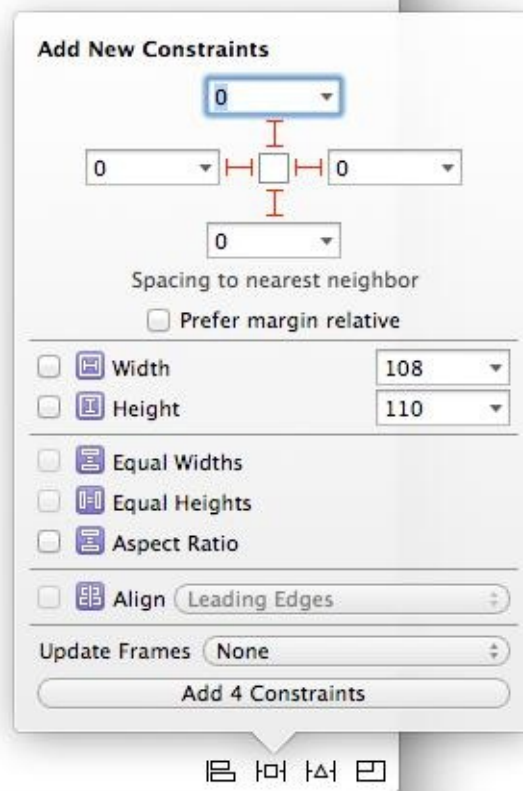 Add New Constraints
0
0 0
0
Spacing to nearest neighbor
Prefer margin relative
Width 108
Height 110
Equal Widths
Equal Heights
Aspect Ratio
Align Leading Edges
Update Frames None
Add 4 Constraints